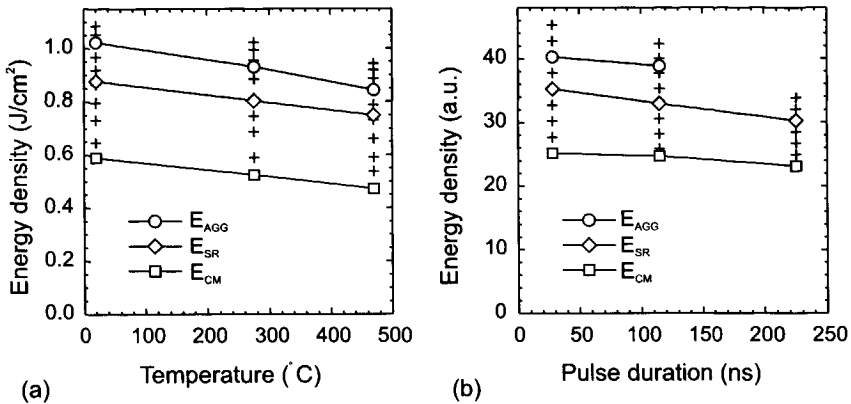 Energy density (J/cm²)
1.0
0.8
0.6
0.4
0.2
0.0
E_AGG
E_SR
E_CM
0 100 200 300 400 500
Temperature (°C)
(a)
Energy density (a.u.)
40
30
20
10
0
E_AGG
E_SR
E_CM
0 50 100 150 200 250
Pulse duration (ns)
(b)